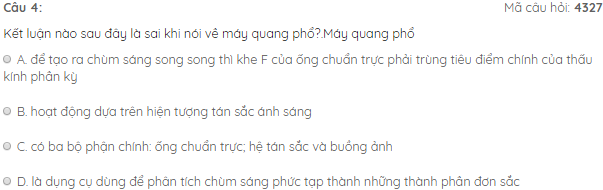 Câu 4: Mã câu hỏi: 4327
Kết luận nào sau đây là sai khi nói về máy quang phổ?.Máy quang phổ
A. để tạo ra chùm sáng song song thì khe F của ống chuẩn trực phải trùng tiêu điểm chính của thấu
kính phân kỳ
B. hoạt động dựa trên hiện tượng tán sắc ánh sáng
C. có ba bộ phận chính: ống chuẩn trực; hệ tán sắc và buồng ảnh
D. là dụng cụ dùng để phân tích chùm sáng phức tạp thành những thành phần đơn sắc